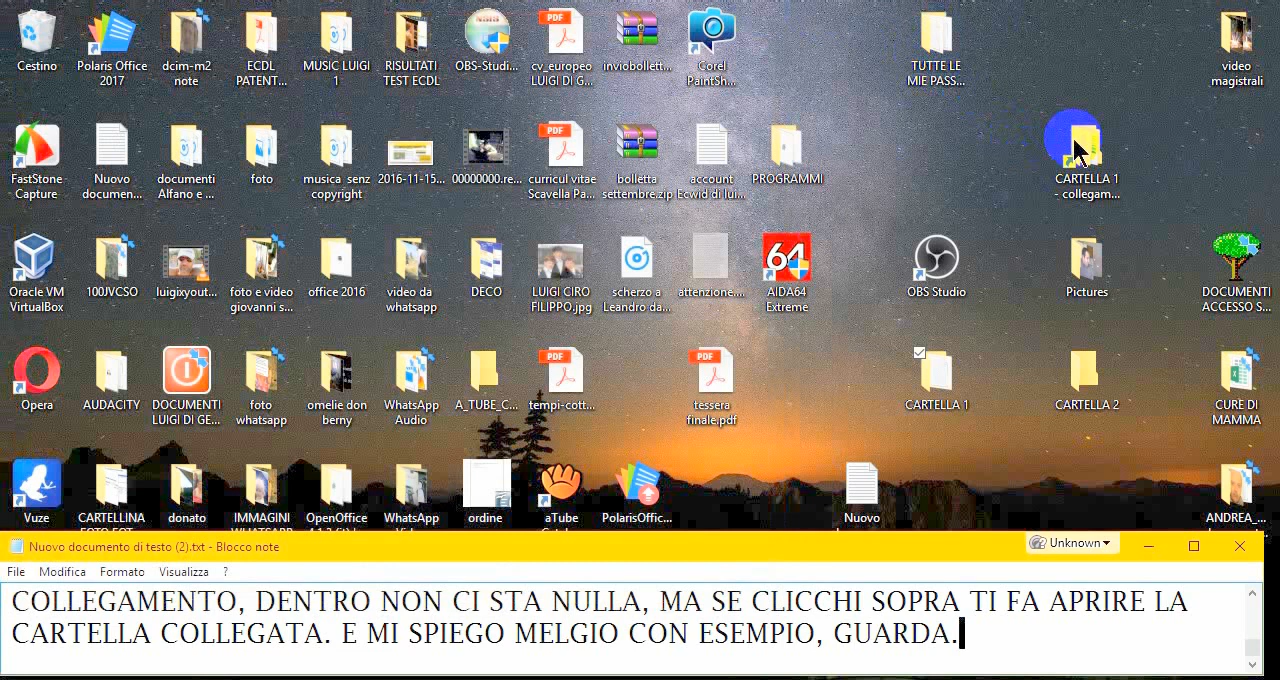 Cestino
Polaris Office
2017
dcim-m2
note
ECDL
PATENT...
MUSIC LUIGI
1
RISULTATI
TEST ECDL
OBS-Studi...
cv_europeo
LUIGI DI G...
inviobollett...
Corel
PaintSh...
TUTTE LE
MIE PASS...
video
magistrali
FastStone
Capture
Nuovo
documen...
documenti
Alfano e ...
foto
musica senz
copyright
2016-11-15...
00000000.re...
curricul vitae
Scavella Pa...
bolletta
settembre.zip
account
Ecwid di lui...
PROGRAMMI
CARTELLA 1
- collegam...
Oracle VM
VirtualBox
100JVCSO
luigixyout...
foto e video
giovanni s...
office 2016
video da
whatsapp
DECO
LUIGI CIRO
FILIPPO.jpg
scherzo a
Leandro da...
attenzione....
64
AIDA64
Extreme
OBS Studio
Pictures
DOCUMENTI
ACCESSO S...
Opera
AUDACITY
DOCUMENTI
LUIGI DI GE...
foto
whatsapp
omelie don
berny
WhatsApp
Audio
A_TUBE_C...
PDF
tempi-cott...
PDF
tessera
finale.pdf
CARTELLA 1
CARTELLA 2
CURE DI
MAMMA
Vuze
CARTELLINA
donato
IMMAGINI
OpenOffice
WhatsApp
ordine
aTube
PolarisOffic...
Nuovo
ANDREA_...
Nuovo documento di testo (2).txt - Blocco note
Unknown
File Modifica Formato Visualizza ?
COLLEGAMENTO, DENTRO NON CI STA NULLA, MA SE CLICCHI SOPRA TI FA APRIRE LA
CARTELLA COLLEGATA. E MI SPIEGO MELGIO CON ESEMPIO, GUARDA.